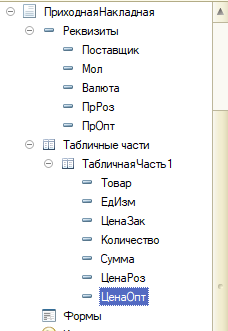 ПриходнаяНакладная
Реквизиты
Поставщик
Мол
Валюта
ПрРоз
ПрОпт
Табличные части
ТабличнаяЧасть1
Товар
ЕдИзм
ЦенаЗак
Количество
Сумма
ЦенаРоз
ЦенаОпт
Формы